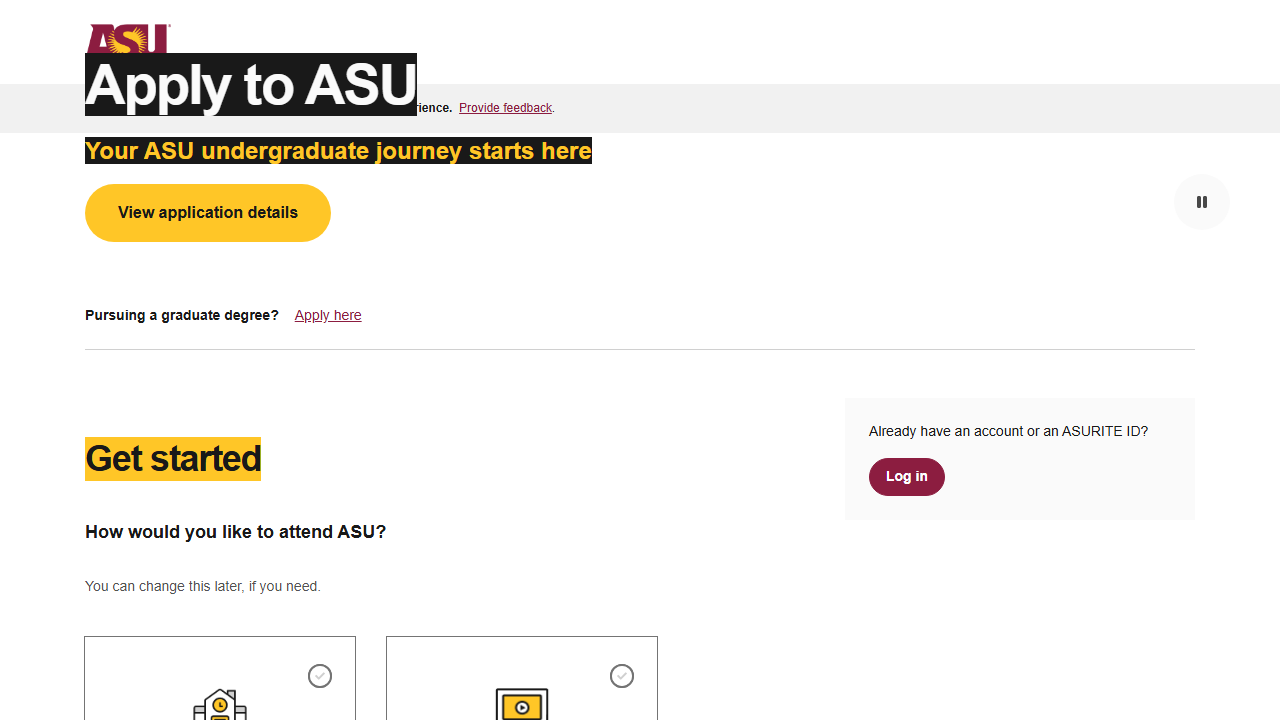 ASU
Apply to ASU
Provide feedback.
Your ASU undergraduate journey starts here
View application details
Pursuing a graduate degree? Apply here
Already have an account or an ASURITE ID?
Log in
Get started
How would you like to attend ASU?
You can change this later, if you need.